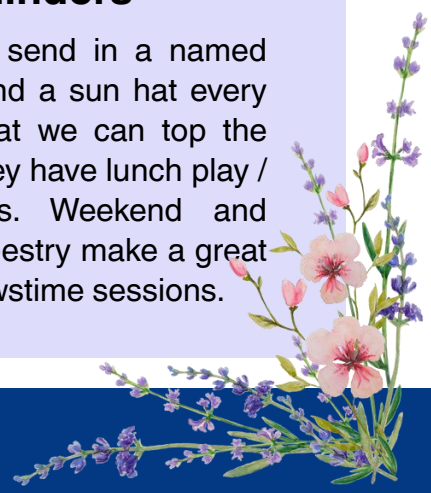 inders
send in a named
nd a sun hat every
at we can top the
ey have lunch play /
s. Weekend and
estry make a great
wstime sessions.